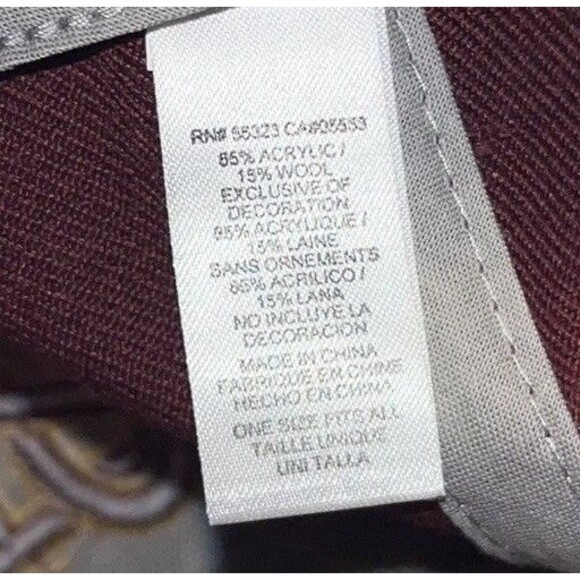 RN# 55323 CA#05553
85% ACRYLIC /
15% WOOL
EXCLUSIVE OF
DECORATION
85% ACRYLIQUE /
15% LAINE
SANS ORNEMENTS
85% ACRILICO /
15% LANA
NO INCLUYE LA
DECORACION
MADE IN CHINA
FABRIQUE EN CHINE
HECHO EN CHINA
ONE SIZE FITS ALL
TAILLE UNIQUE
UNI TALLA